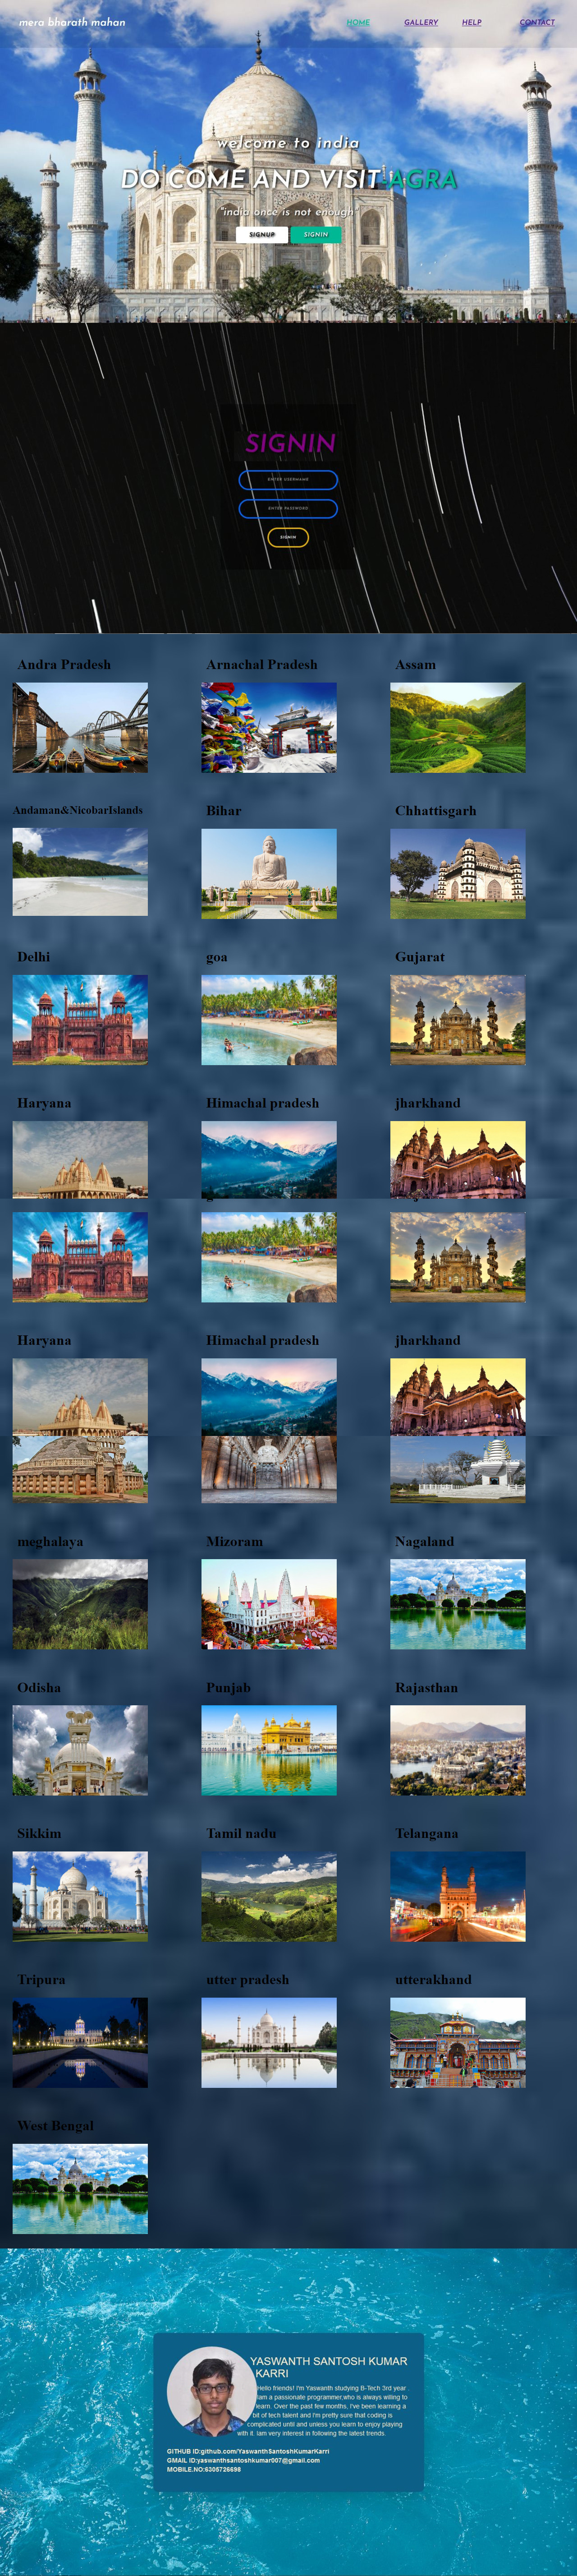 mera bharath mahan
HOME GALLERY HELP CONTACT
welcome to india
DO COME AND VISIT AGRA
"india once is not enough"
SIGNUP SIGNIN
SIGNIN
ENTER USERNAME
ENTER PASSWORD
SIGNIN
Andra Pradesh Arnachal Pradesh Assam
Andaman&NicobarIslands Bihar Chhattisgarh
Delhi goa Gujarat
Haryana Himachal pradesh jharkhand
Haryana Himachal pradesh jharkhand
meghalaya Mizoram Nagaland
Odisha Punjab Rajasthan
Sikkim Tamil nadu Telangana
Tripura utter pradesh utterakhand
West Bengal
YASWANTH SANTOSH KUMAR
KARRI
Hello friends! I'm Yaswanth studying B-Tech 3rd year .
Iam a passionate programmer,who is always wiling to
learn. Over the past few months, I've been learning a
bit of tech talent and I'm pretty sure that coding is
complicated until and unless you learn to enjoy playing
with it. Iam very interest in following the latest trends.
GITHUB ID:github.com/YaswanthSantoshKumarKarri
GMAIL ID:yaswanthsantoshkumar007@gmail.com
MOBILE.NO:6305726698